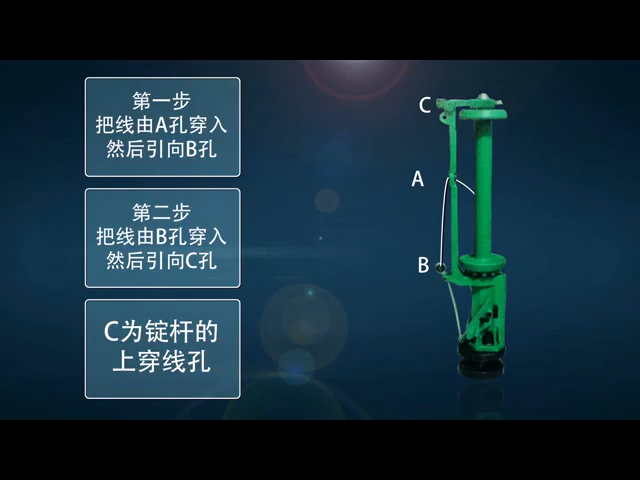 第一步
把线由A孔穿入
然后引向B孔
第二步
把线由B孔穿入
然后引向C孔
C为锭杆的
上穿线孔
C
A
B